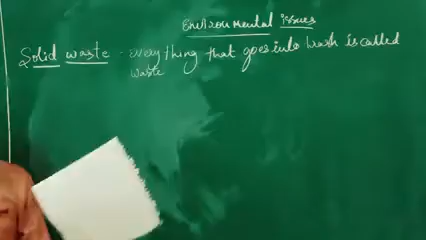 Environmental issues
Solid waste - everything that goes into trash is called
waste